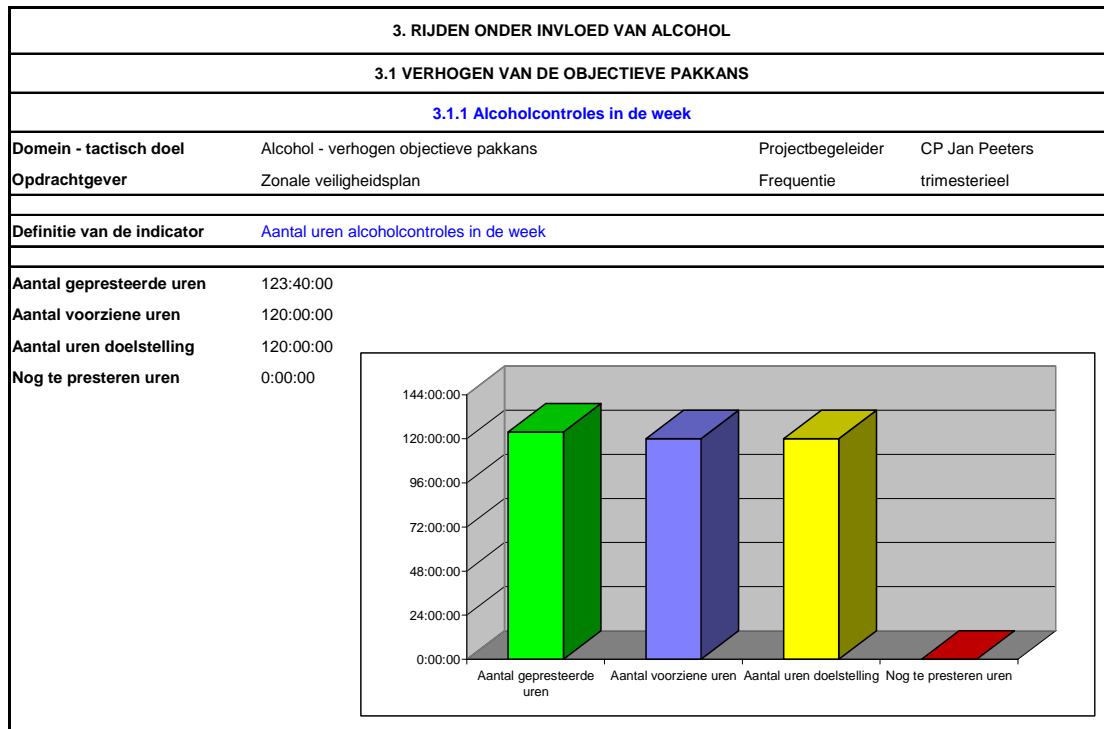 3. RIJDEN ONDER INVLOED VAN ALCOHOL
3.1 VERHOGEN VAN DE OBJECTIEVE PAKKANS
3.1.1 Alcoholcontroles in de week
Domein - tactisch doel Alcohol - verhogen objectieve pakkans Projectbegeleider CP Jan Peeters
Opdrachtgever Zonale veiligheidsplan Frequentie trimesterieel
Definitie van de indicator Aantal uren alcoholcontroles in de week
Aantal gepresteerde uren 123:40:00
Aantal voorziene uren 120:00:00
Aantal uren doelstelling 120:00:00
Nog te presteren uren 0:00:00
144:00:00
120:00:00
96:00:00
72:00:00
48:00:00
24:00:00
0:00:00
Aantal gepresteerde uren Aantal voorziene uren Aantal uren doelstelling Nog te presteren uren